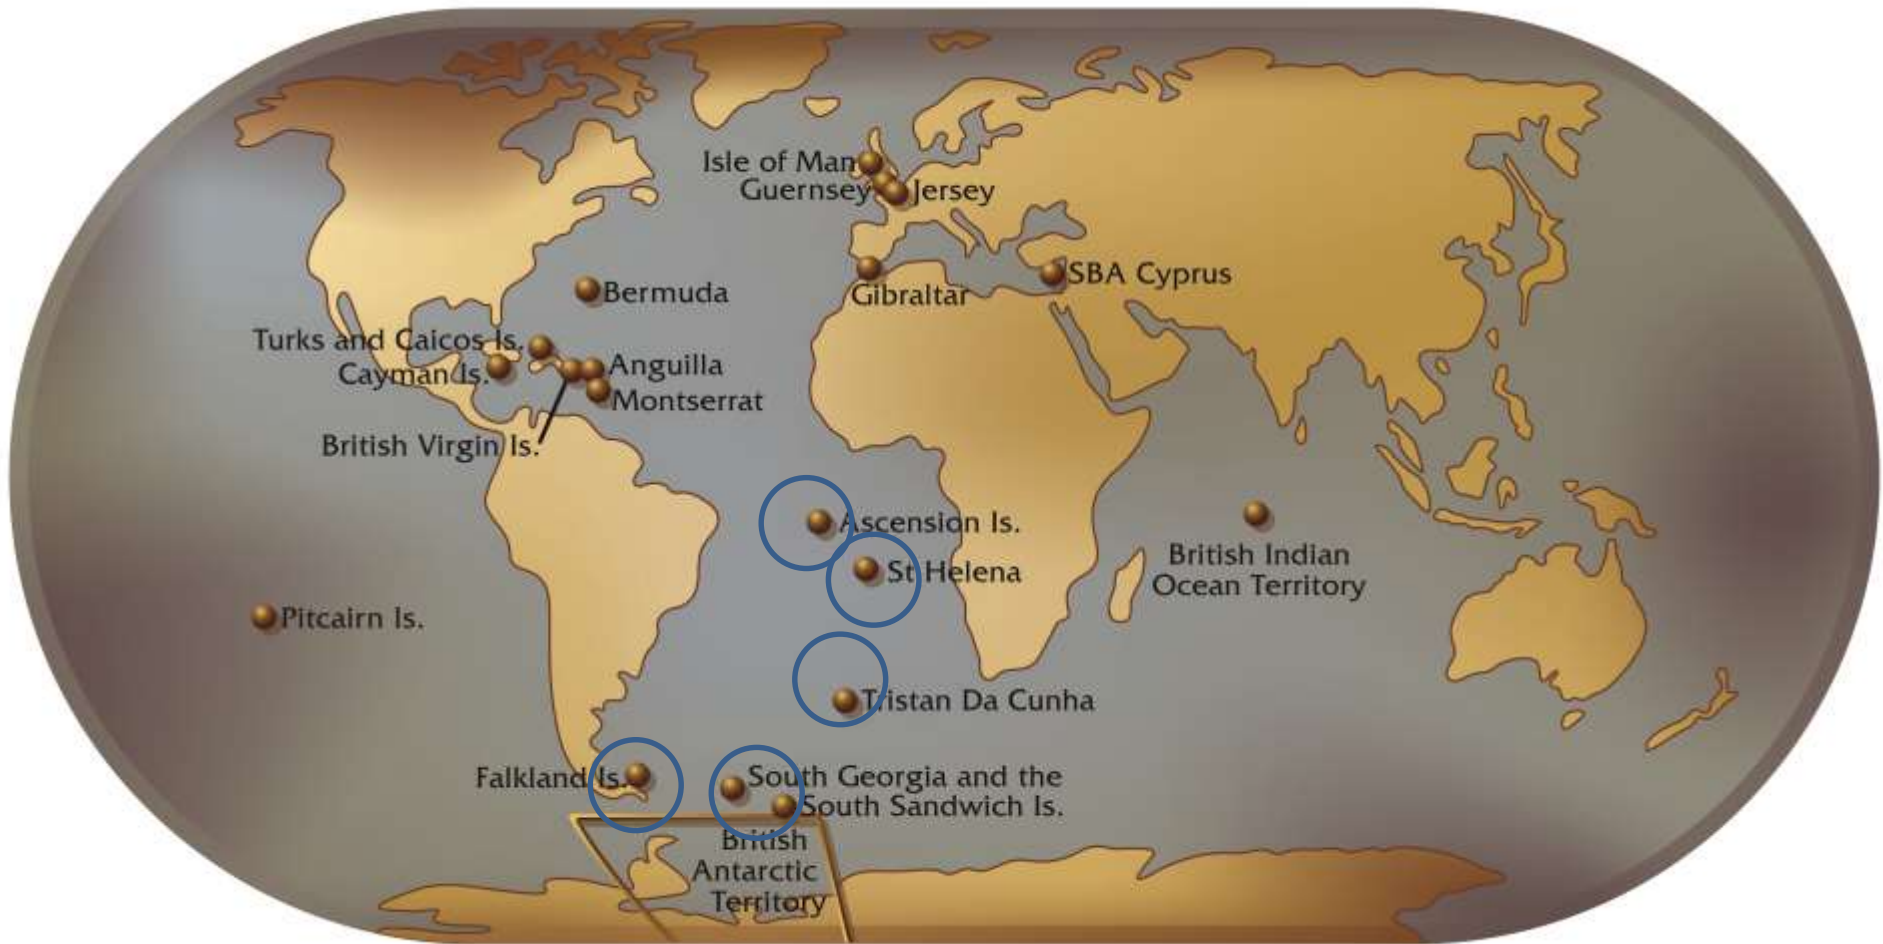 Isle of Man
Guernsey
Jersey
SBA Cyprus
Gibraltar
Bermuda
Turks and Caicos Is.
Cayman Is.
Anguilla
Montserrat
British Virgin Is.
Ascension Is.
St Helena
British Indian
Ocean Territory
Pitcairn Is.
Tristan Da Cunha
Falkland Is.
South Georgia and the
South Sandwich Is.
British
Antarctic
Territory